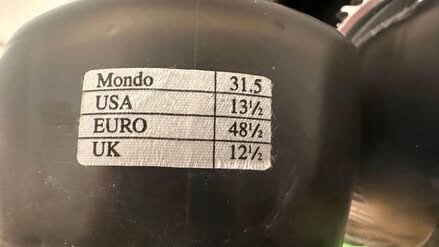 Mondo 31.5
USA 13½
EURO 48½
UK 12½